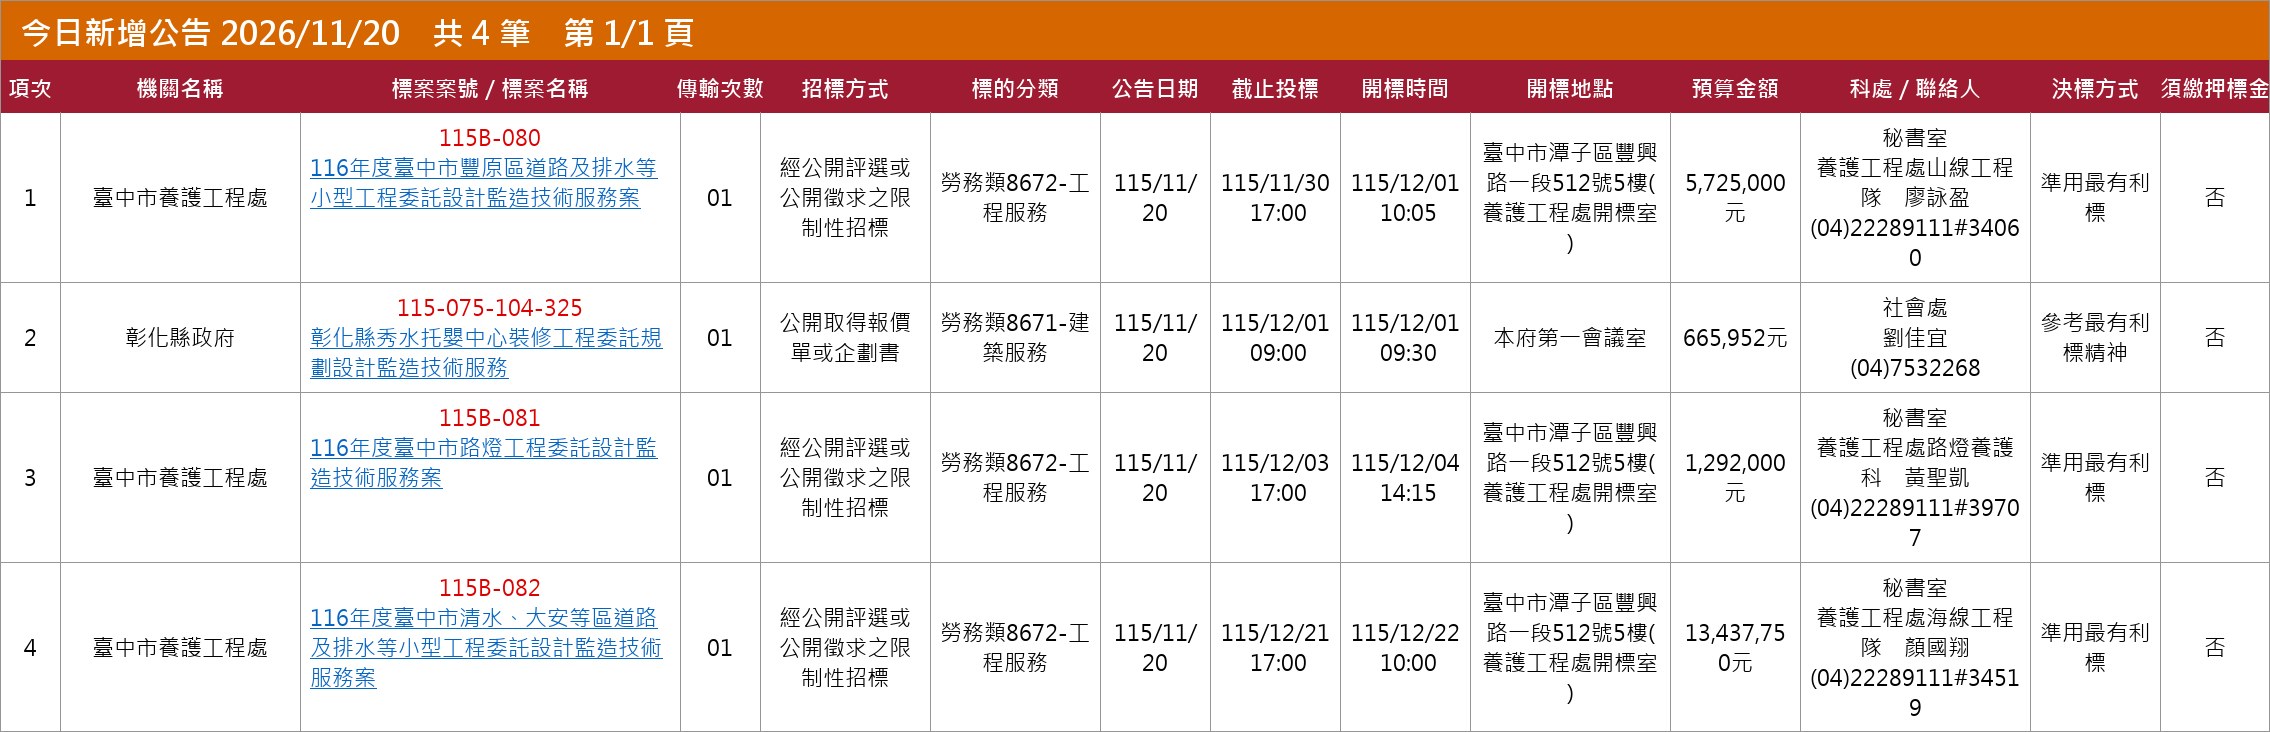 今日新增公告 2026/11/20　共 4 筆　第 1/1 頁
項次 機關名稱 標案案號 / 標案名稱 傳輸次數 招標方式 標的分類 公告日期 截止投標 開標時間 開標地點 預算金額 科處 / 聯絡人 決標方式 須繳押標金
1
臺中市養護工程處
115B-080
116年度臺中市豐原區道路及排水等
小型工程委託設計監造技術服務案
01
經公開評選或
公開徵求之限
制性招標
勞務類8672-工
程服務
115/11/
20
115/11/30
17:00
115/12/01
10:05
臺中市潭子區豐興
路一段512號5樓(
養護工程處開標室
)
5,725,000
元
秘書室
養護工程處山線工程
隊　廖詠盈
(04)22289111#3406
0
準用最有利
標
否
2
彰化縣政府
115-075-104-325
彰化縣秀水托嬰中心裝修工程委託規
劃設計監造技術服務
01
公開取得報價
單或企劃書
勞務類8671-建
築服務
115/11/
20
115/12/01
09:00
115/12/01
09:30
本府第一會議室
665,952元
社會處
劉佳宜
(04)7532268
參考最有利
標精神
否
3
臺中市養護工程處
115B-081
116年度臺中市路燈工程委託設計監
造技術服務案
01
經公開評選或
公開徵求之限
制性招標
勞務類8672-工
程服務
115/11/
20
115/12/03
17:00
115/12/04
14:15
臺中市潭子區豐興
路一段512號5樓(
養護工程處開標室
)
1,292,000
元
秘書室
養護工程處路燈養護
科　黃聖凱
(04)22289111#3970
7
準用最有利
標
否
4
臺中市養護工程處
115B-082
116年度臺中市清水、大安等區道路
及排水等小型工程委託設計監造技術
服務案
01
經公開評選或
公開徵求之限
制性招標
勞務類8672-工
程服務
115/11/
20
115/12/21
17:00
115/12/22
10:00
臺中市潭子區豐興
路一段512號5樓(
養護工程處開標室
)
13,437,75
0元
秘書室
養護工程處海線工程
隊　顏國翔
(04)22289111#3451
9
準用最有利
標
否